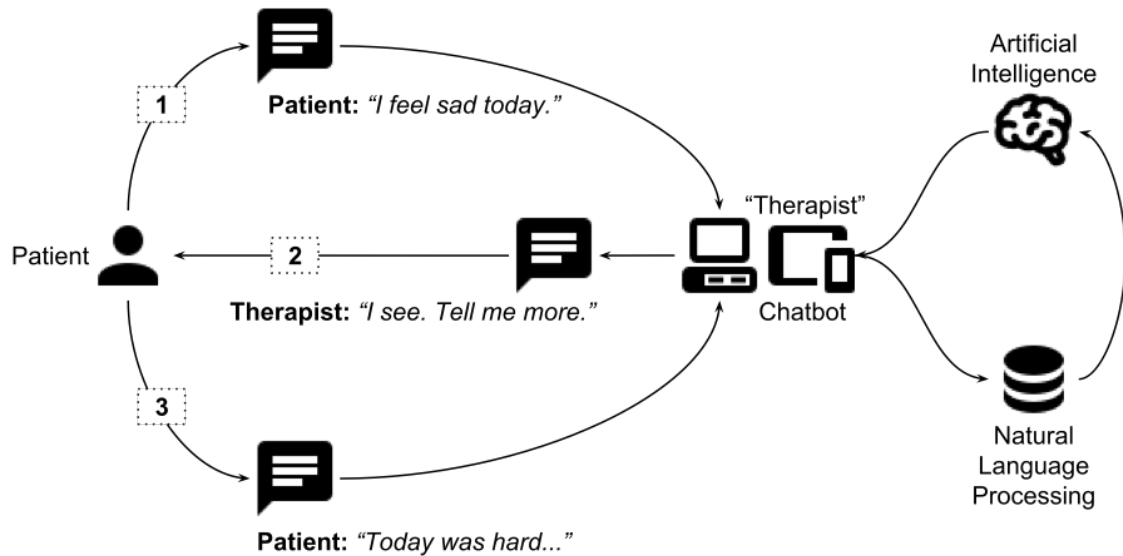 Artificial
Intelligence
1
Patient: “I feel sad today.”
“Therapist”
Patient
2
Therapist: “I see. Tell me more.”
Chatbot
3
Natural
Language
Processing
Patient: “Today was hard...”